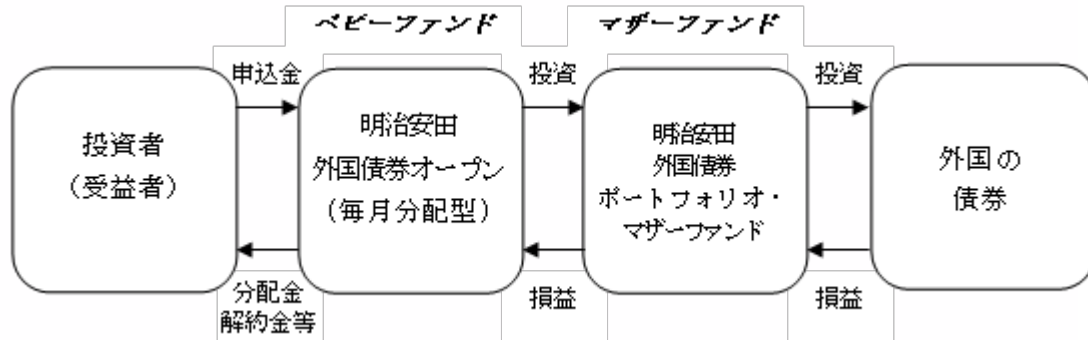 ベビーファンド
マザーファンド
申込金
投資
投資
投資者
（受益者）
明治安田
外国債券オープン
（毎月分配型）
明治安田
外国債券
ポートフォリオ・
マザーファンド
外国の
債券
分配金
解約金等
損益
損益